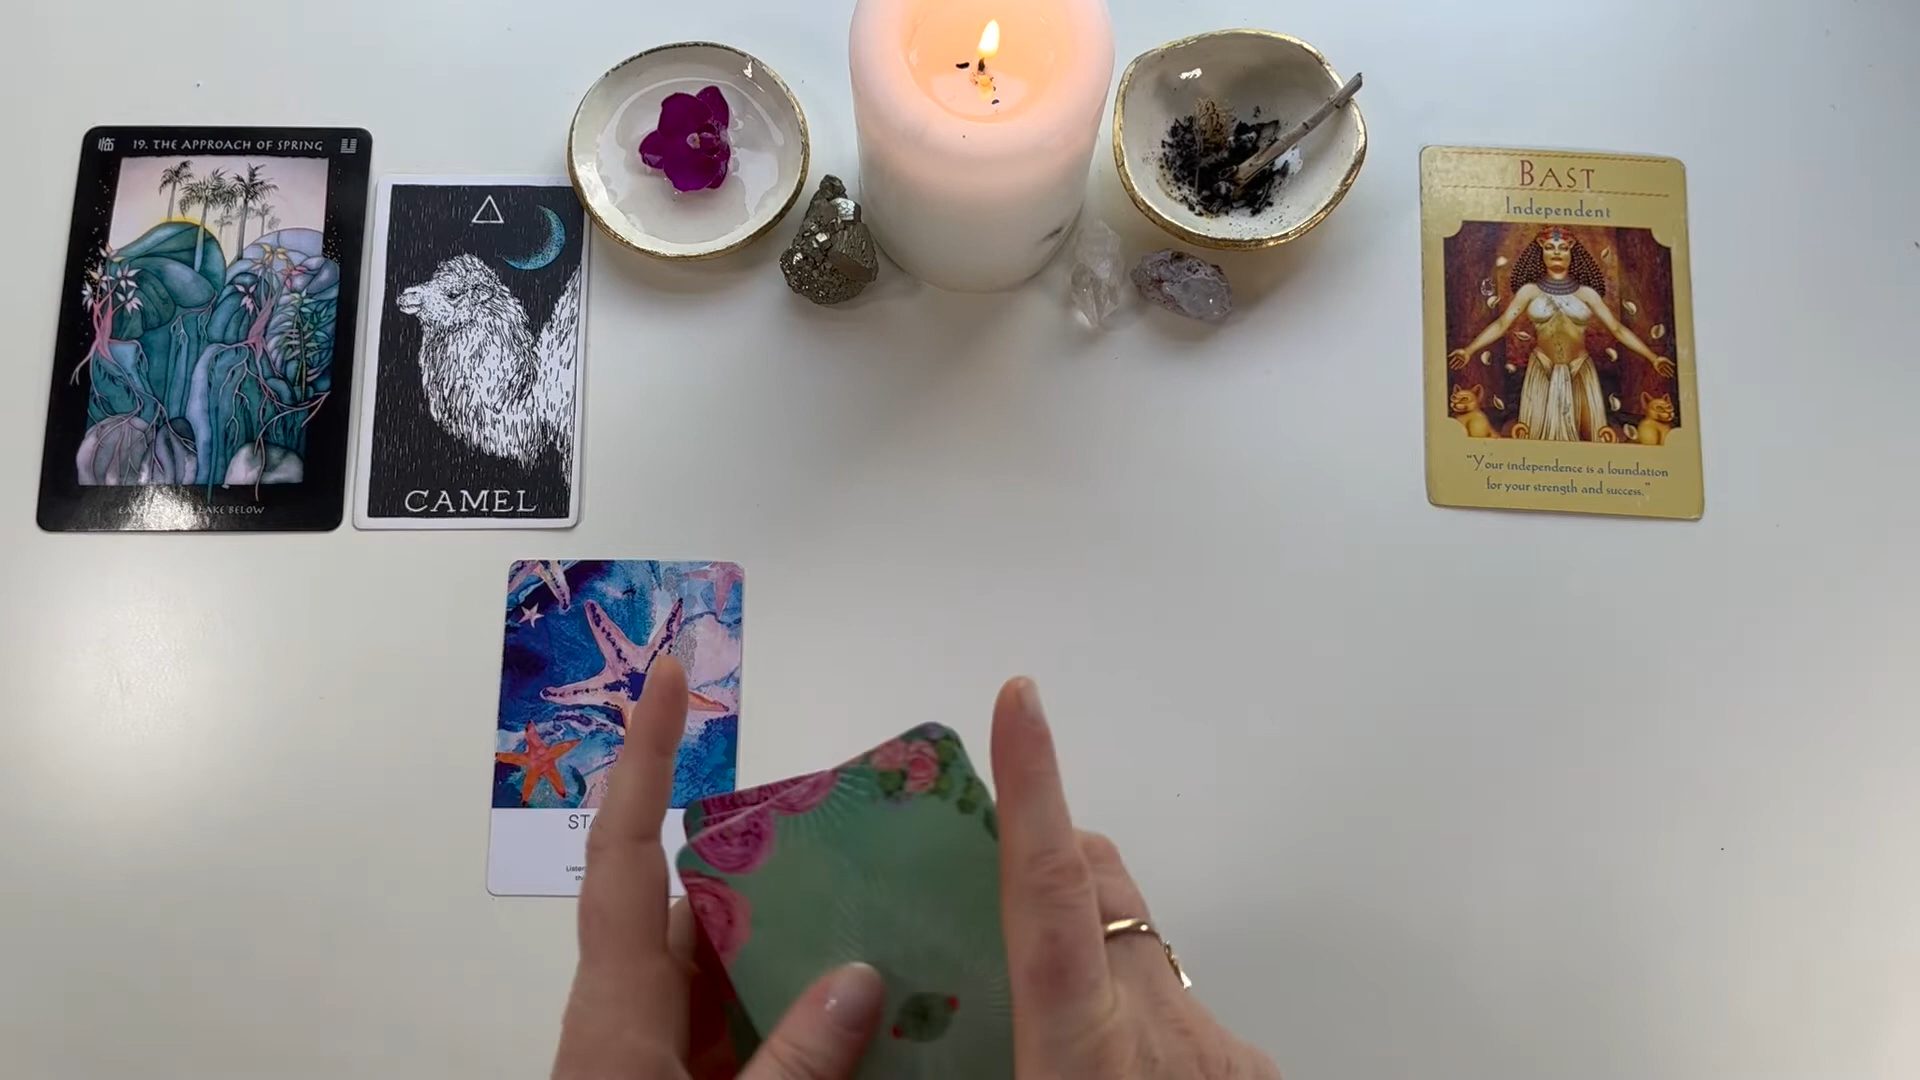 临 19. THE APPROACH OF SPRING
LAKE BELOW
CAMEL
BAST
Independent
"Your independence is a foundation
for your strength and success."